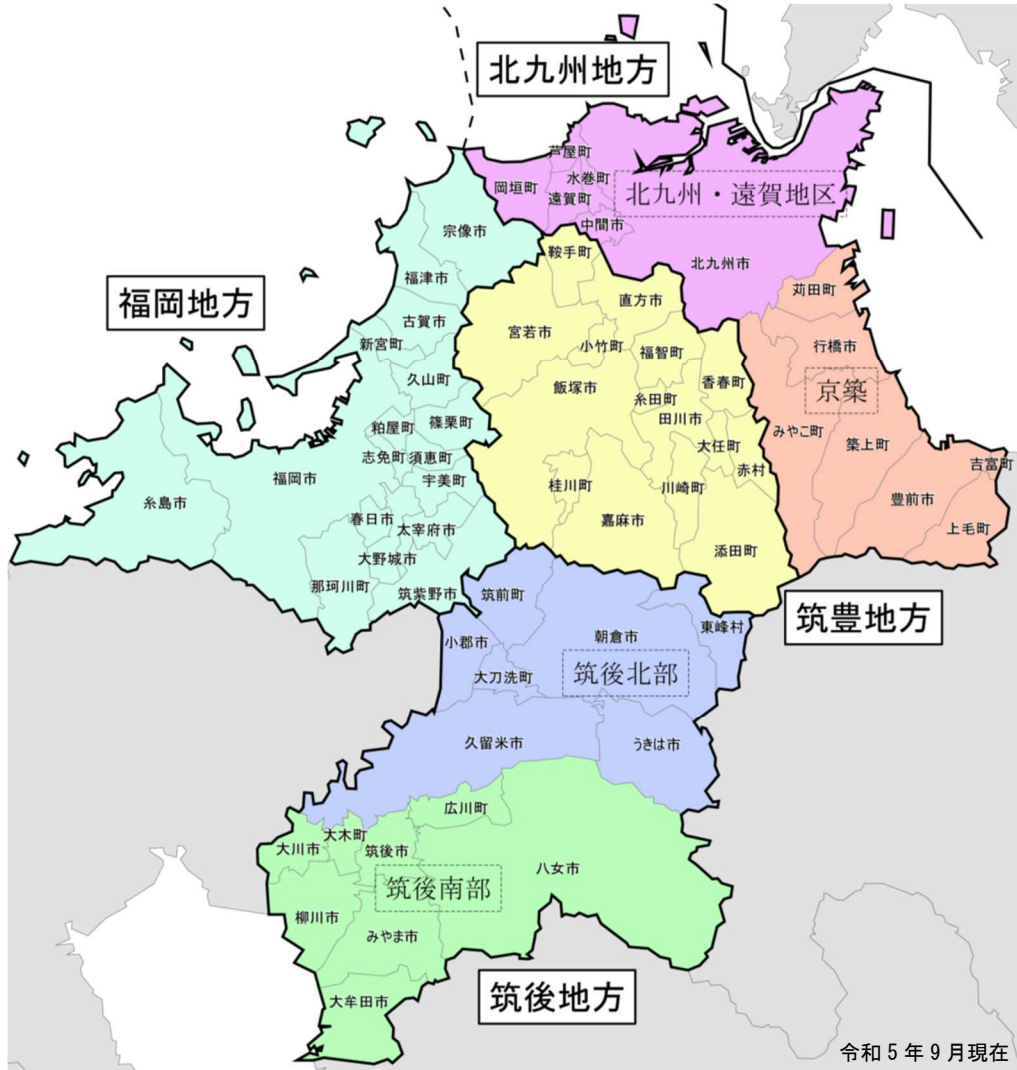 北九州地方
芦屋町
水巻町
岡垣町
遠賀町
北九州・遠賀地区
中間市
宗像市
鞍手町
北九州市
福津市
苅田町
福岡地方
直方市
古賀市
宮若市
新宮町
小竹町
福智町
行橋市
久山町
飯塚市
香春町
京築
糸田町
篠栗町
田川市
粕屋町
みやこ町
大任町
築上町
志免町
須恵町
赤村
吉富町
福岡市
宇美町
桂川町
川崎町
糸島市
豊前市
春日市
嘉麻市
太宰府市
上毛町
大野城市
添田町
那珂川町
筑紫野市
筑前町
筑豊地方
東峰村
小郡市
朝倉市
大刀洗町
筑後北部
久留米市
うきは市
広川町
大木町
大川市
筑後市
八女市
筑後南部
柳川市
みやま市
筑後地方
大牟田市
令和5年9月現在